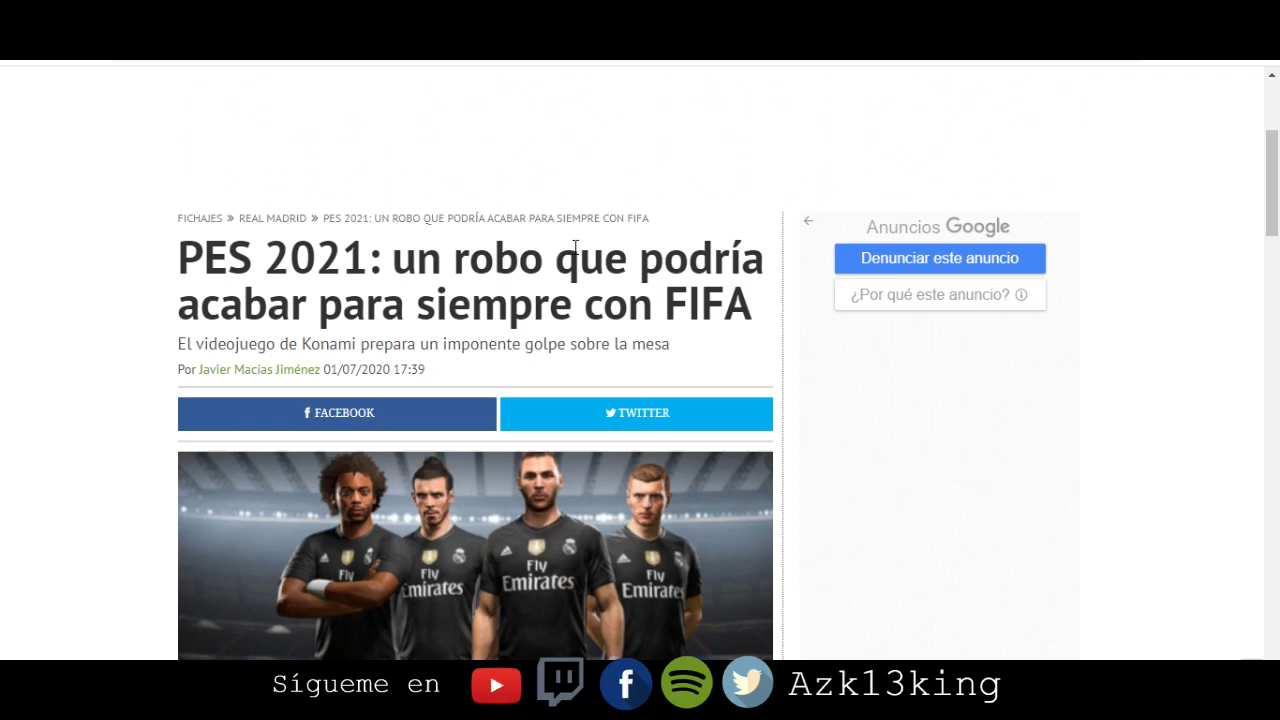 FICHAJES » REAL MADRID » PES 2021: UN ROBO QUE PODRÍA ACABAR PARA SIEMPRE CON FIFA
PES 2021: un robo que podría
acabar para siempre con FIFA
El videojuego de Konami prepara un imponente golpe sobre la mesa
Por Javier Macías Jiménez 01/07/2020 17:39
FACEBOOK
TWITTER
Anuncios Google
Denunciar este anuncio
¿Por qué este anuncio?
Fly
Fly
Emirates
Fly
Emirates
Fly
Emirates
Sígueme en
Azk13king